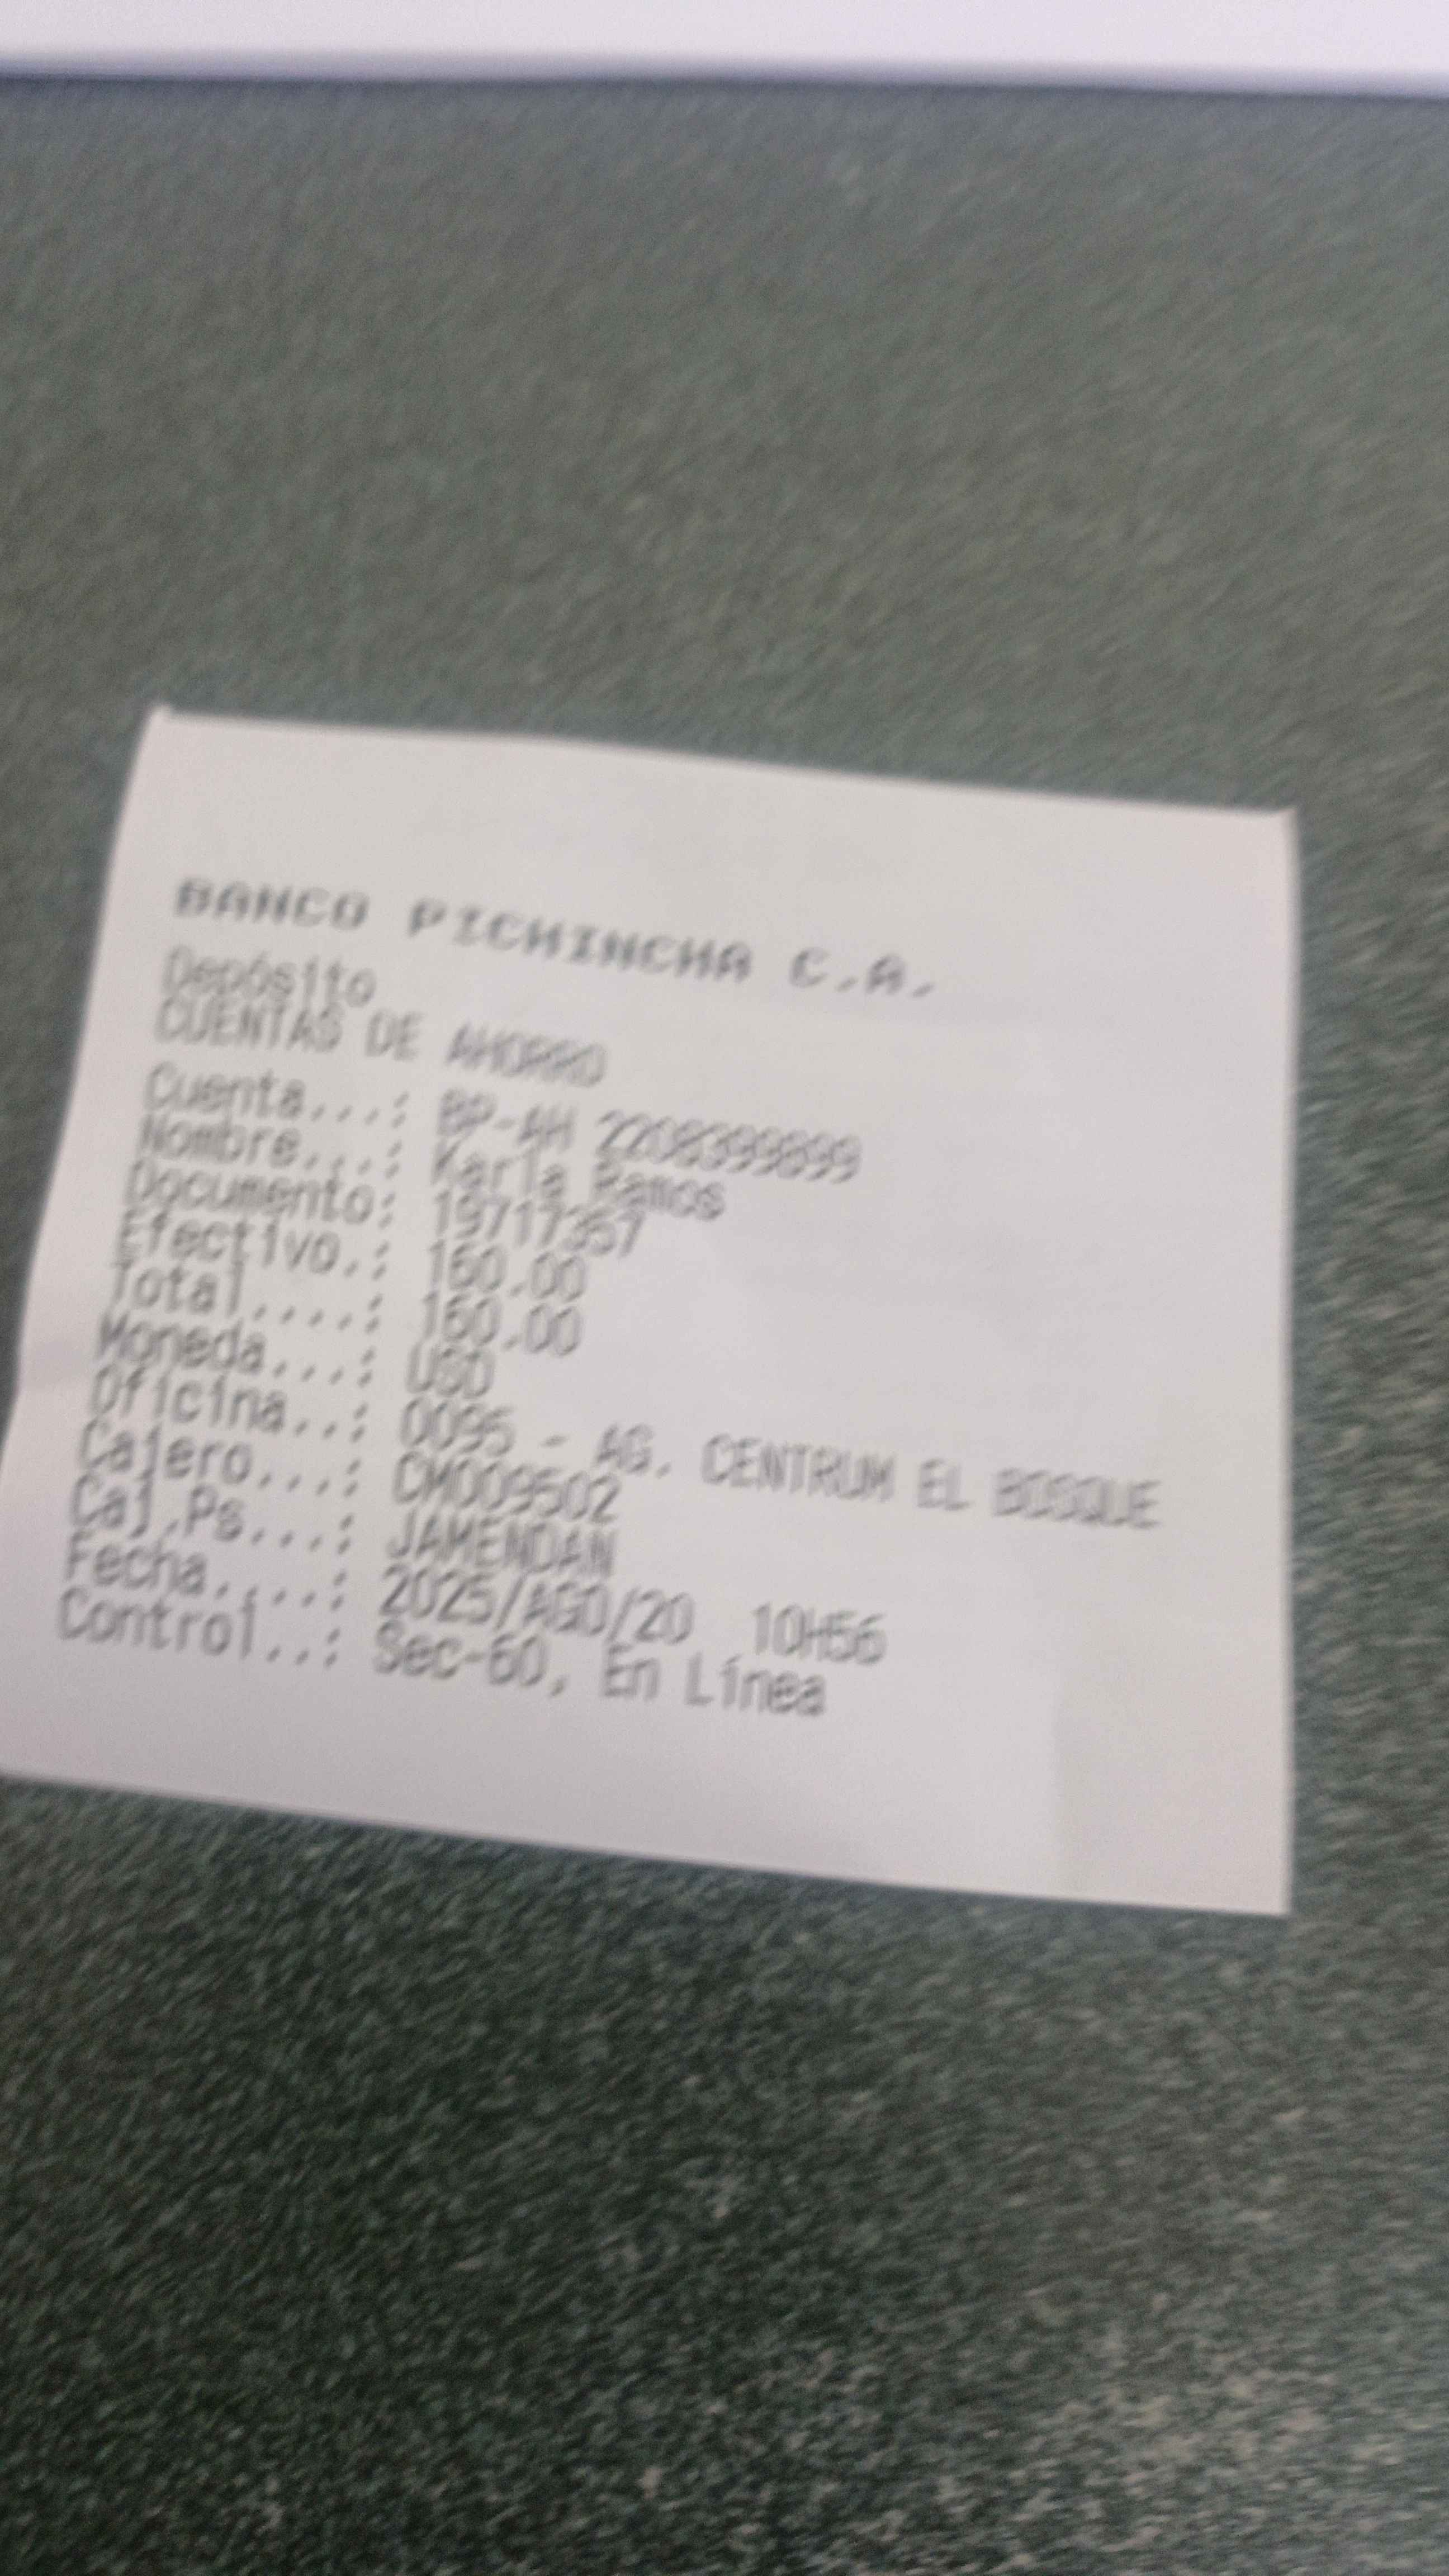 BANCO PICHINCHA C.A.
Depósito
CUENTAS DE AHORRO
Cuenta...: BP-AH 2208399899
Nombre...: Karla Ramos
Documento: 19717357
Efectivo.: 160.00
Total....: 160.00
Moneda...: USD
Oficina..: 0095 - AG. CENTRUM EL BOSQUE
Cajero...: CM009502
Caj.Ps...: JAMENDAN
Fecha....: 2025/AGO/20 10H56
Control..: Sec-60, En Línea